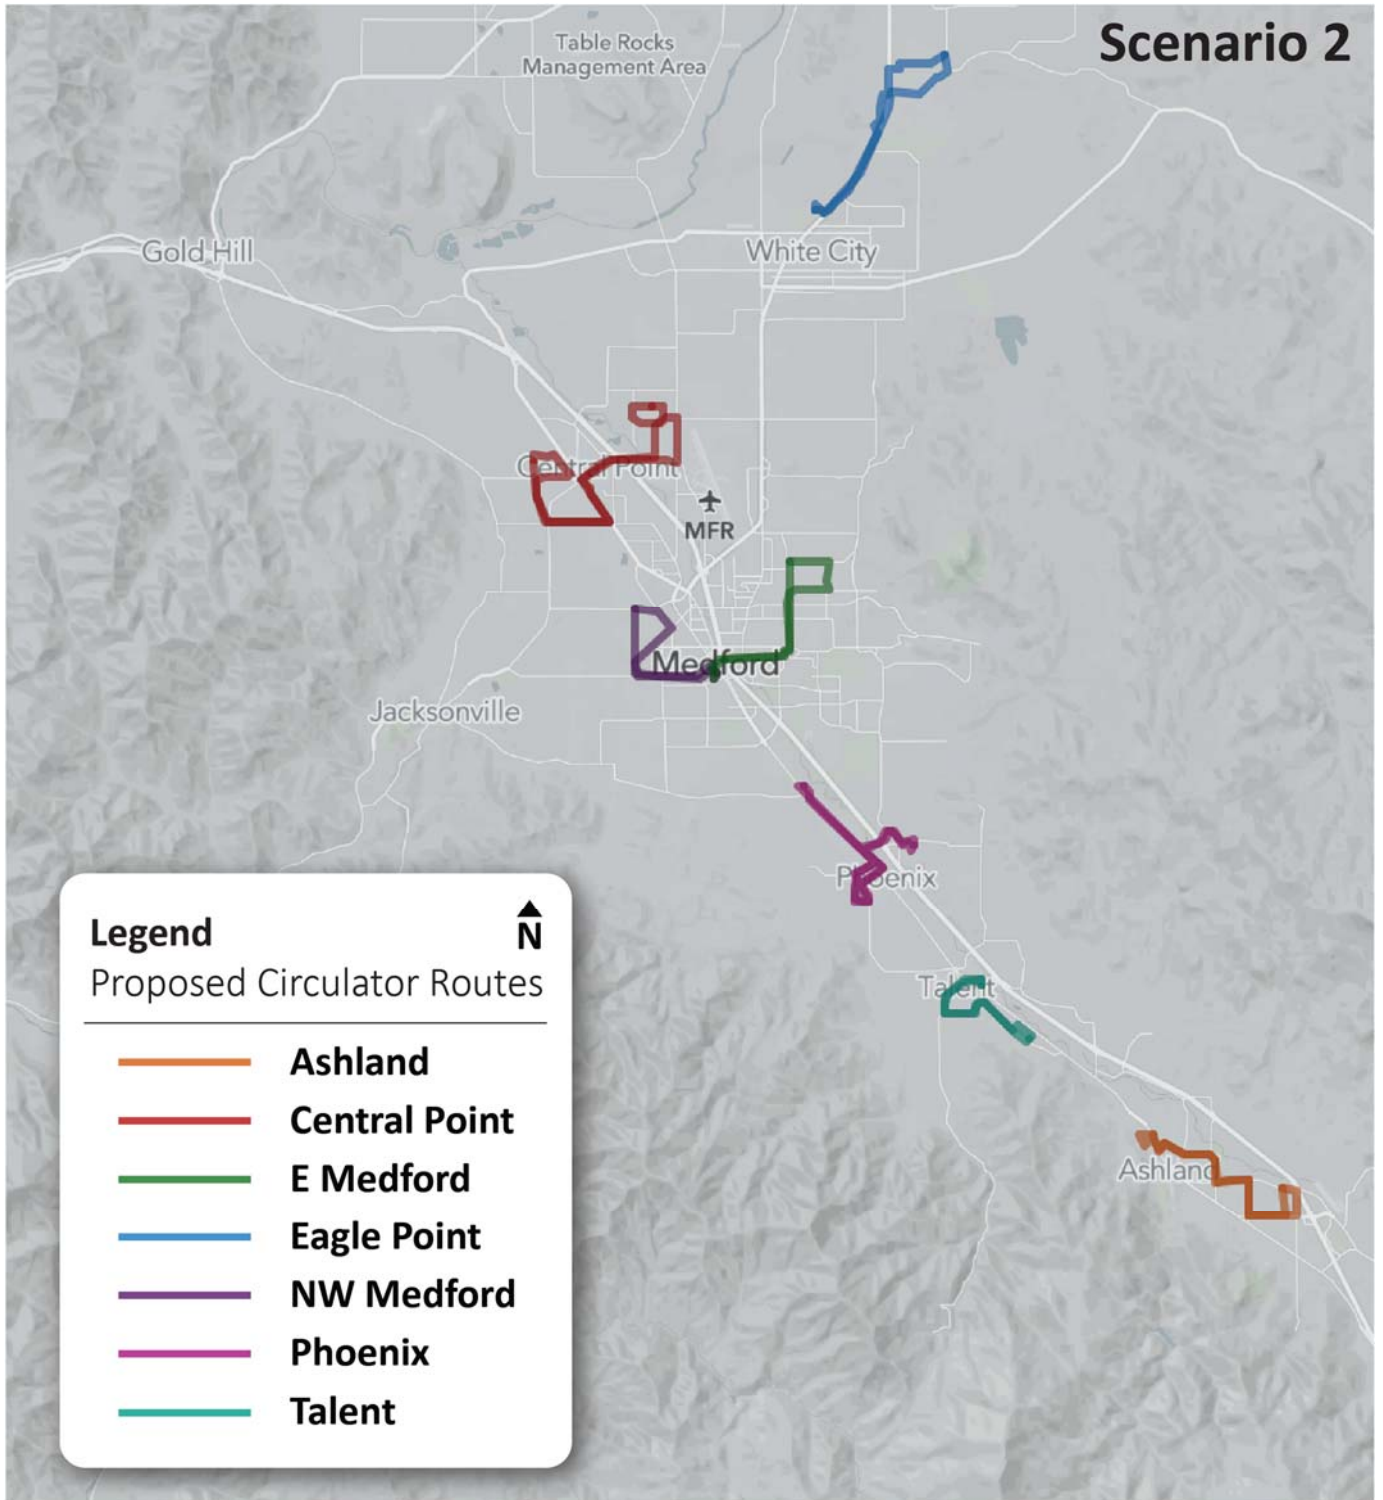 Scenario 2
Table Rocks
Management Area
Gold Hill
White City
Central Point
MFR
Medford
Jacksonville
Phoenix
Talent
Ashland
Legend
N
Proposed Circulator Routes
Ashland
Central Point
E Medford
Eagle Point
NW Medford
Phoenix
Talent